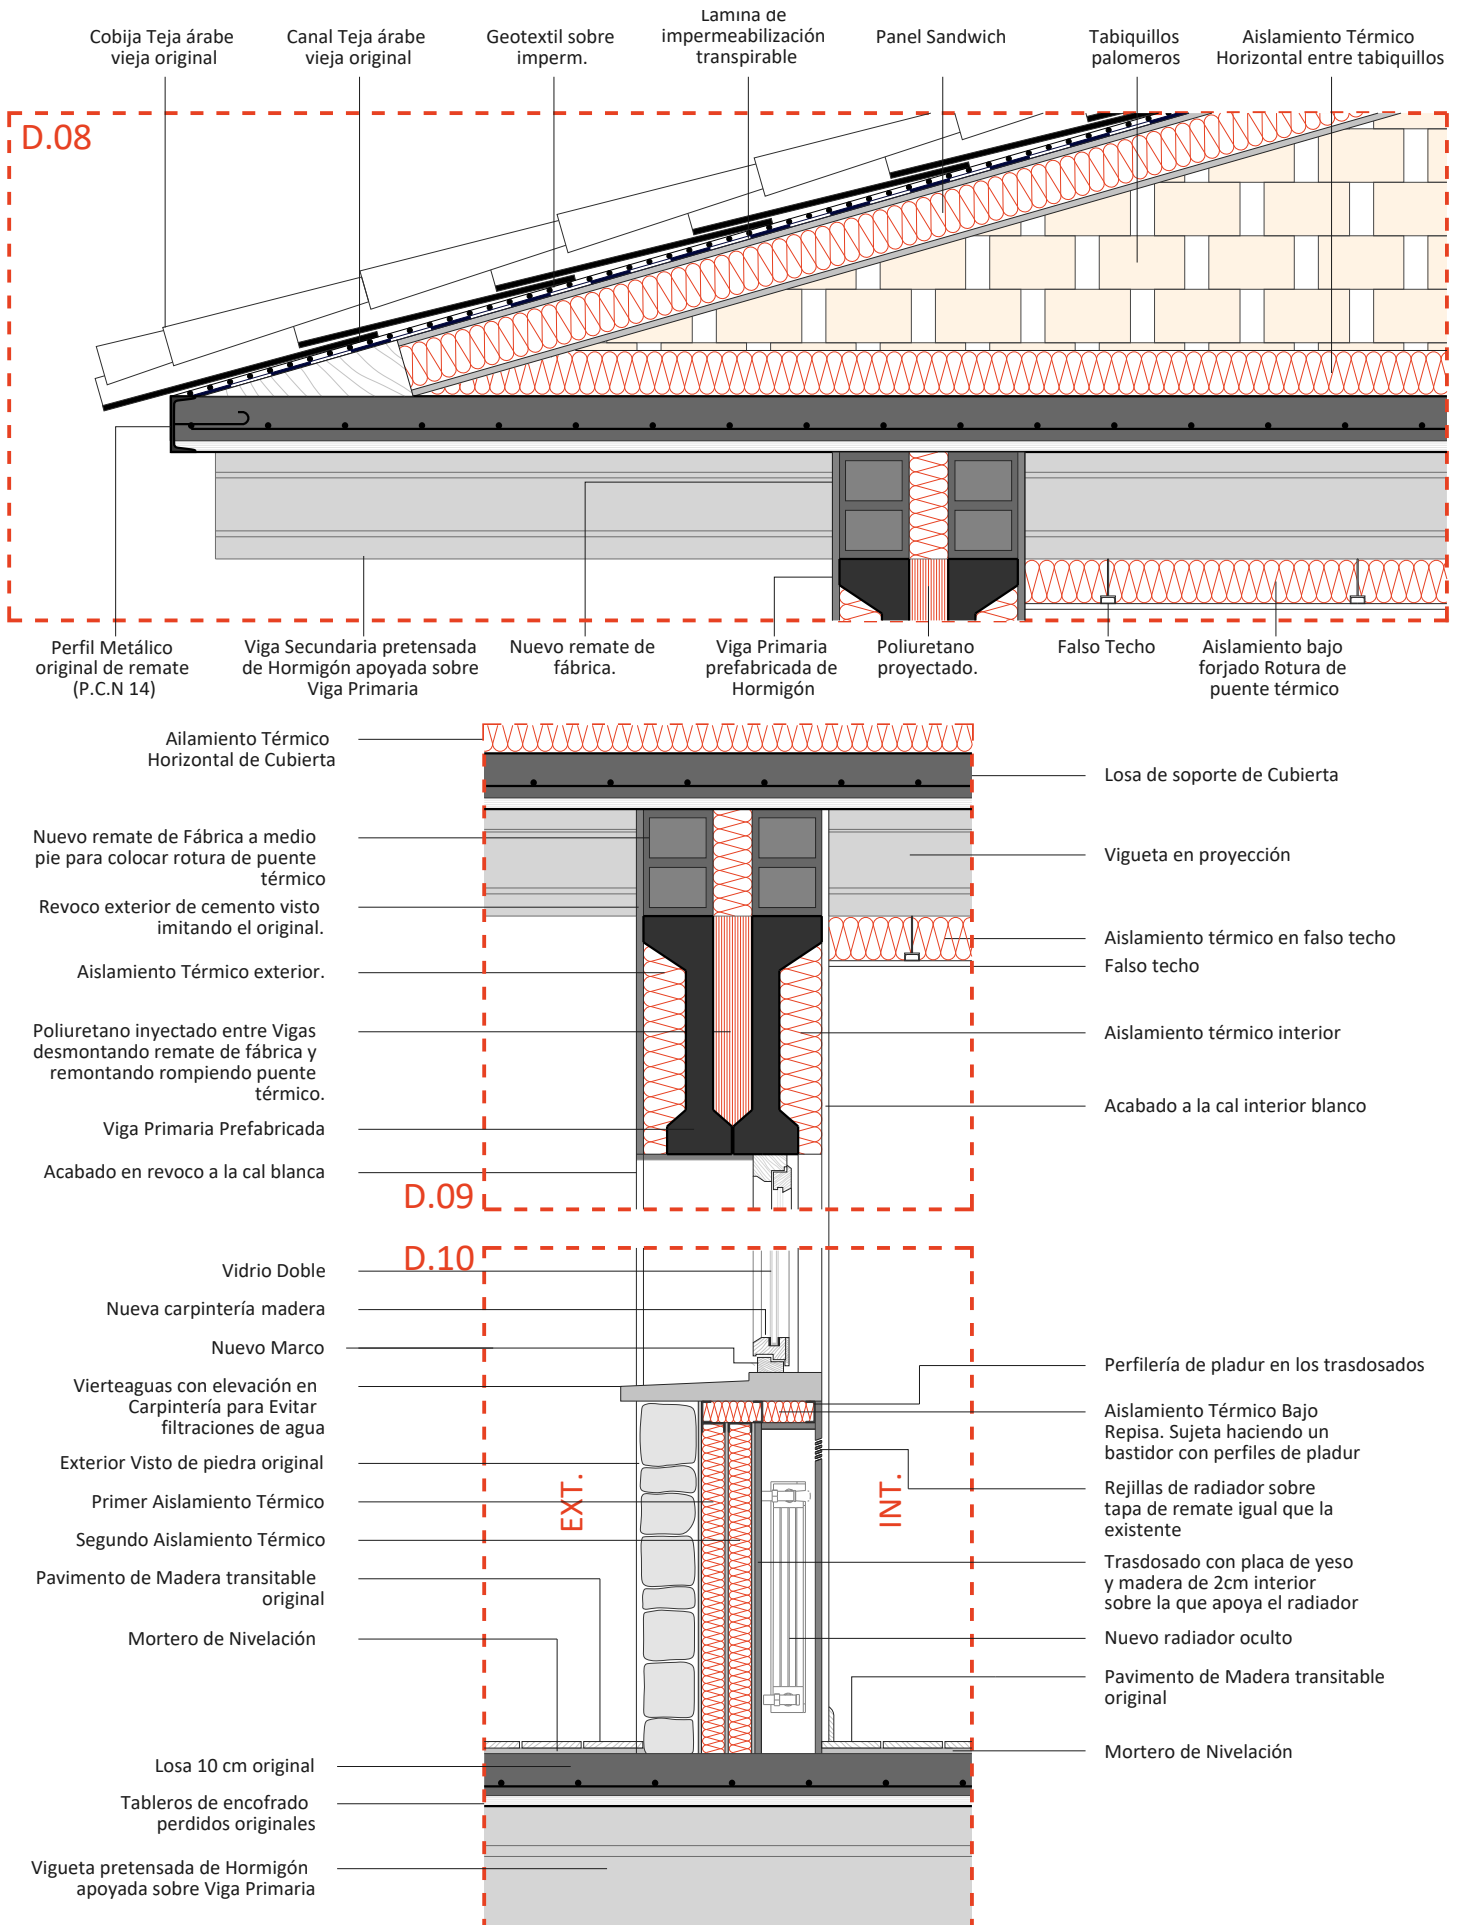 Cobija Teja árabe
vieja original
Canal Teja árabe
vieja original
Geotextil sobre
imperm.
Lamina de
impermeabilización
transpirable
Panel Sandwich
Tabiquillos
palomeros
Aislamiento Térmico
Horizontal entre tabiquillos
D.08
Perfil Metálico
original de remate
(P.C.N 14)
Viga Secundaria pretensada
de Hormigón apoyada sobre
Viga Primaria
Nuevo remate de
fábrica.
Viga Primaria
prefabricada de
Hormigón
Poliuretano
proyectado.
Falso Techo
Aislamiento bajo
forjado Rotura de
puente térmico
Ailamiento Térmico
Horizontal de Cubierta
Nuevo remate de Fábrica a medio
pie para colocar rotura de puente
térmico
Revoco exterior de cemento visto
imitando el original.
Aislamiento Térmico exterior.
Poliuretano inyectado entre Vigas
desmontando remate de fábrica y
remontando rompiendo puente
térmico.
Viga Primaria Prefabricada
Acabado en revoco a la cal blanca
D.09
Losa de soporte de Cubierta
Vigueta en proyección
Aislamiento térmico en falso techo
Falso techo
Aislamiento térmico interior
Acabado a la cal interior blanco
D.10
Vidrio Doble
Nueva carpintería madera
Nuevo Marco
Vierteaguas con elevación en
Carpintería para Evitar
filtraciones de agua
Exterior Visto de piedra original
Primer Aislamiento Térmico
Segundo Aislamiento Térmico
Pavimento de Madera transitable
original
Mortero de Nivelación
Losa 10 cm original
Tableros de encofrado
perdidos originales
Vigueta pretensada de Hormigón
apoyada sobre Viga Primaria
EXT.
INT.
Perfilería de pladur en los trasdosados
Aislamiento Térmico Bajo
Repisa. Sujeta haciendo un
bastidor con perfiles de pladur
Rejillas de radiador sobre
tapa de remate igual que la
existente
Trasdosado con placa de yeso
y madera de 2cm interior
sobre la que apoya el radiador
Nuevo radiador oculto
Pavimento de Madera transitable
original
Mortero de Nivelación